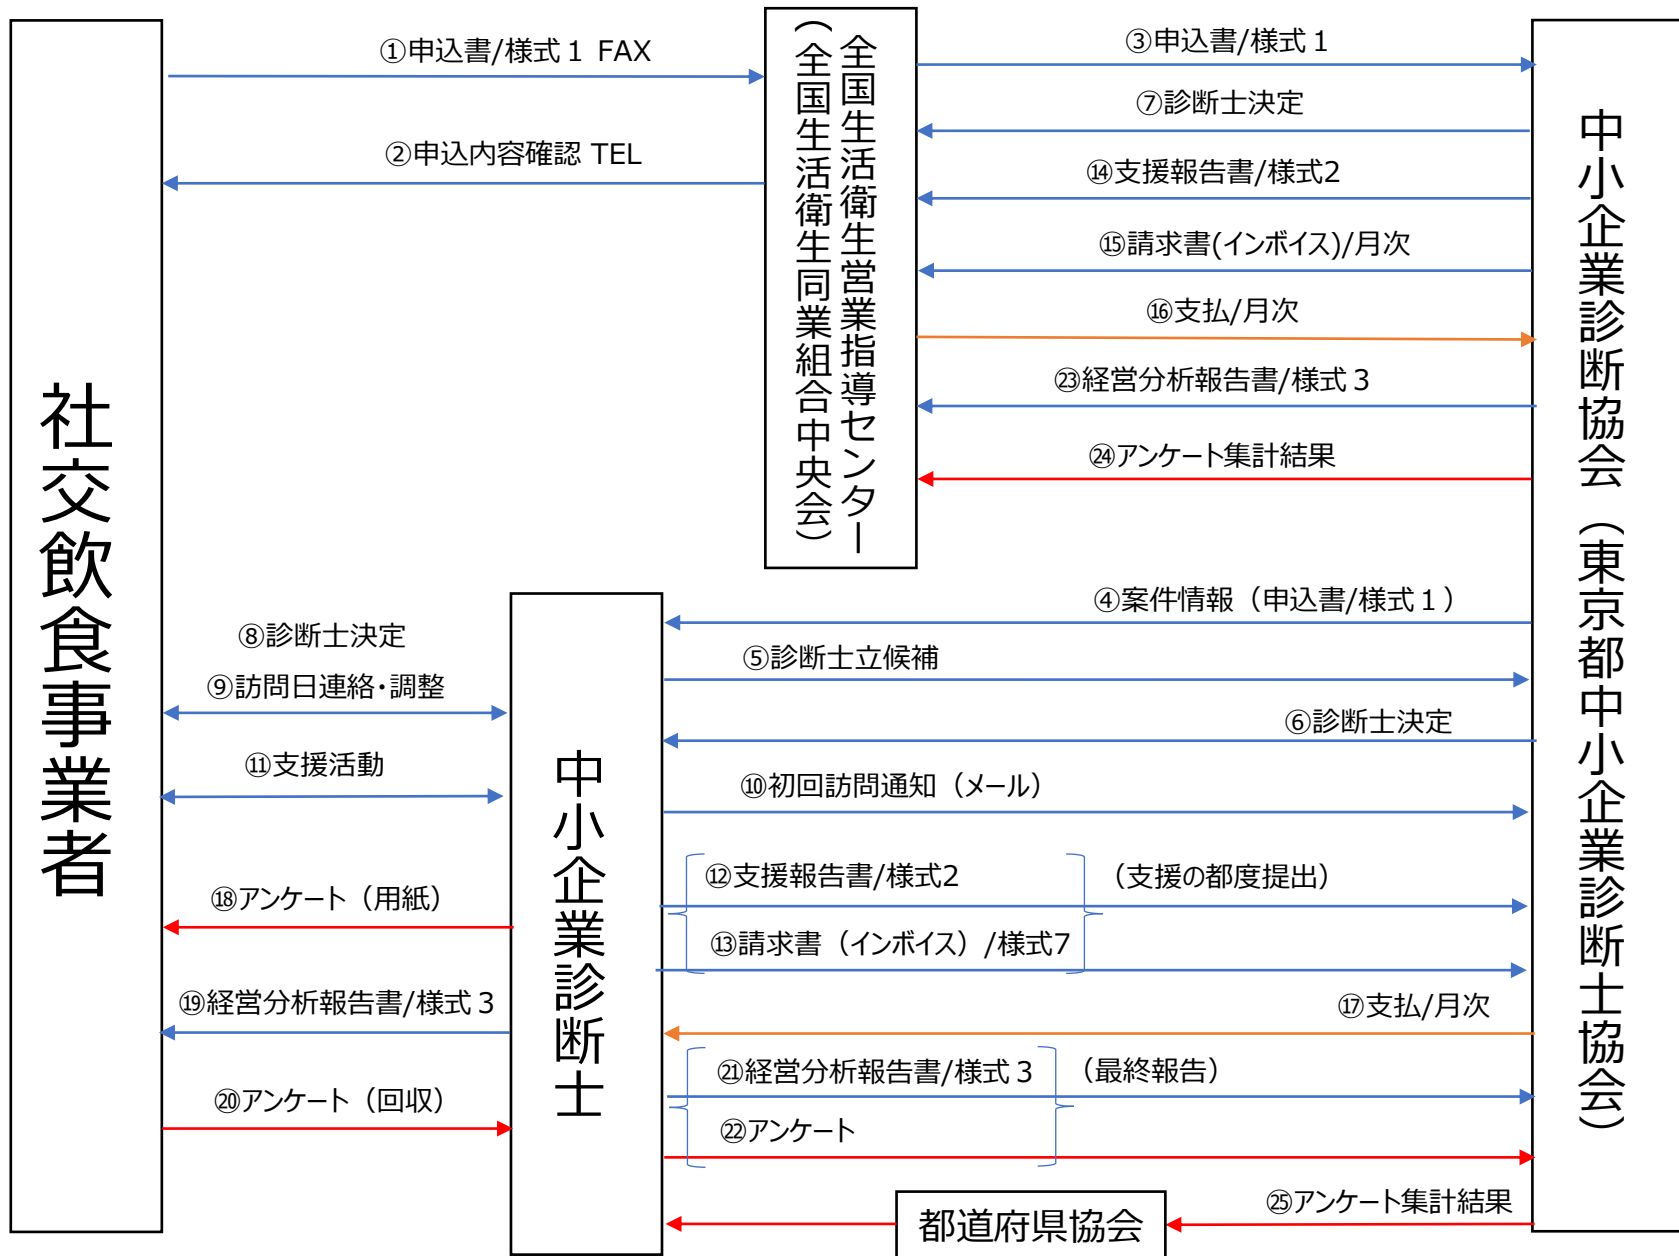 ①申込書/様式１ FAX
②申込内容確認 TEL
全国生活衛生営業指導センター
（全国生活衛生同業組合中央会）
③申込書/様式１
⑦診断士決定
⑭支援報告書/様式2
⑮請求書(インボイス)/月次
⑯支払/月次
㉓経営分析報告書/様式３
㉔アンケート集計結果
中小企業診断協会（東京都中小企業診断士協会）
社交飲食事業者
④案件情報（申込書/様式１）
⑤診断士立候補
⑥診断士決定
⑧診断士決定
⑨訪問日連絡・調整
⑪支援活動
中小企業診断士
⑩初回訪問通知（メール）
⑫支援報告書/様式2
（支援の都度提出）
⑬請求書（インボイス）/様式7
⑱アンケート（用紙）
⑲経営分析報告書/様式３
⑰支払/月次
⑳アンケート（回収）
㉑経営分析報告書/様式３
（最終報告）
㉒アンケート
都道府県協会
㉕アンケート集計結果